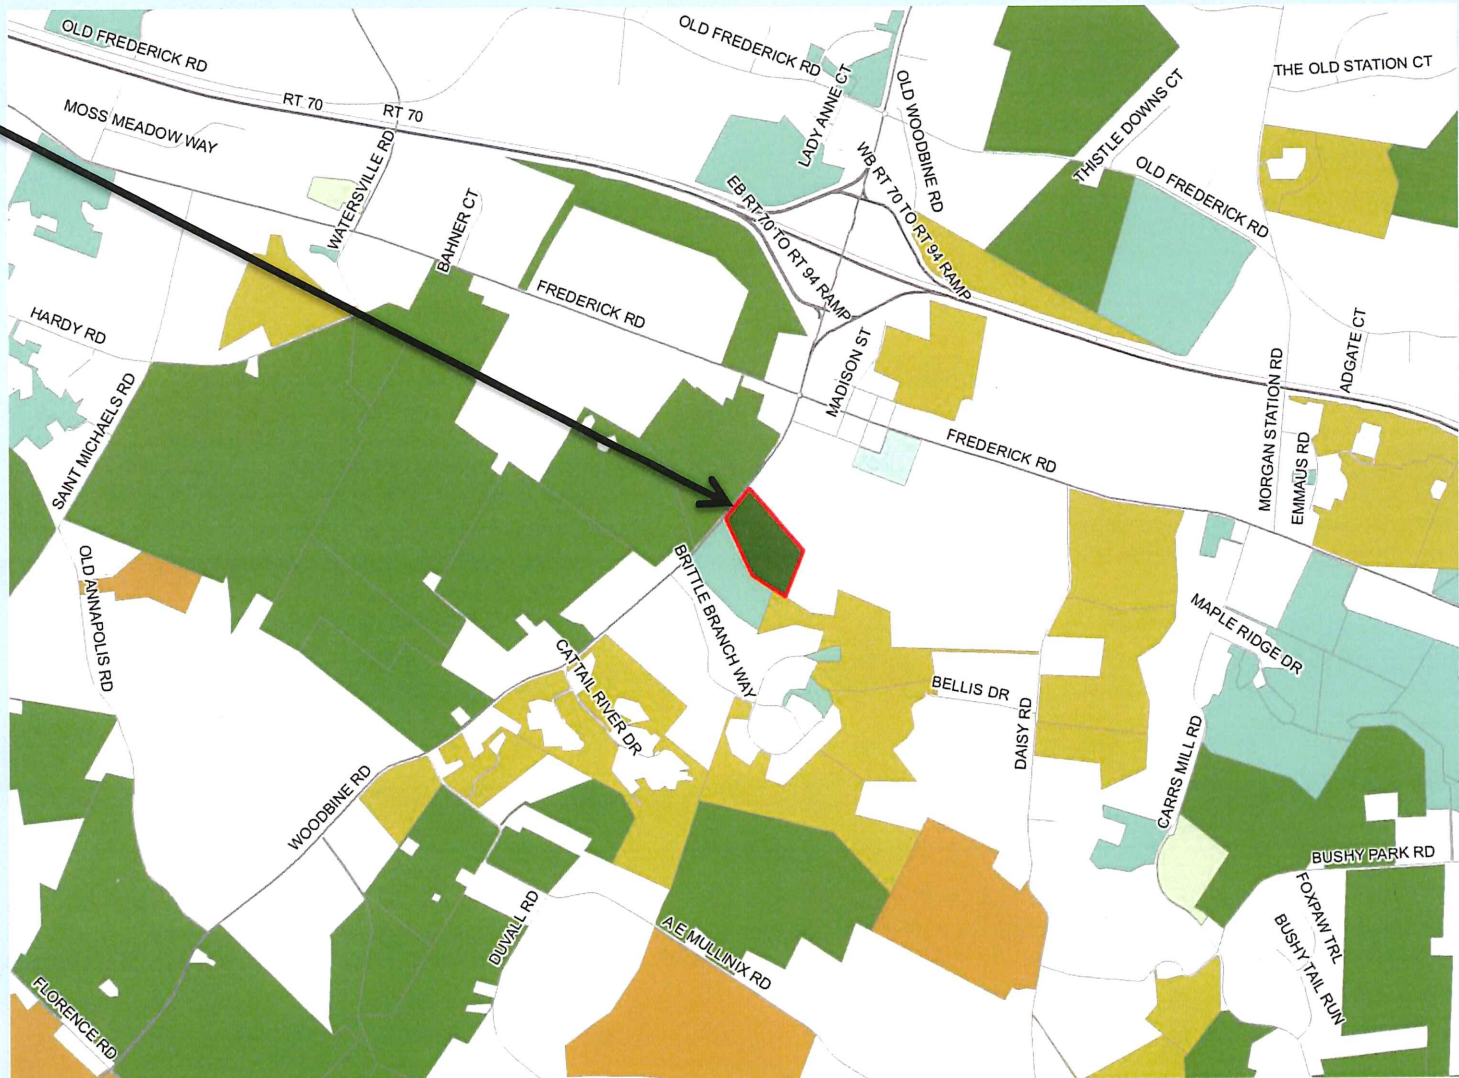 OLD FREDERICK RD
OLD FREDERICK RD
THE OLD STATION CT
RT 70
RT 70
LADY ANNE CT
OLD WOODBINE RD
THISTLE DOWNS CT
MOSS MEADOW WAY
WATERSVILLE RD
WB RT 70 TO RT 94 RAMP
OLD FREDERICK RD
BAHNER CT
EB RT 70 TO RT 94 RAMP
FREDERICK RD
HARDY RD
MADISON ST
ADGATE CT
SAINT MICHAELS RD
FREDERICK RD
MORGAN STATION RD
EMMAUS RD
OLD ANNAPOLIS RD
BRITTLE BRANCH WAY
MAPLE RIDGE DR
CATTAIL RIVER DR
BELLIS DR
DAISY RD
CARRS MILL RD
WOODBINE RD
BUSHY PARK RD
DUVALL RD
A E MULLINIX RD
FOXPAW TRL
BUSHY TAIL RUN
FLORENCE RD